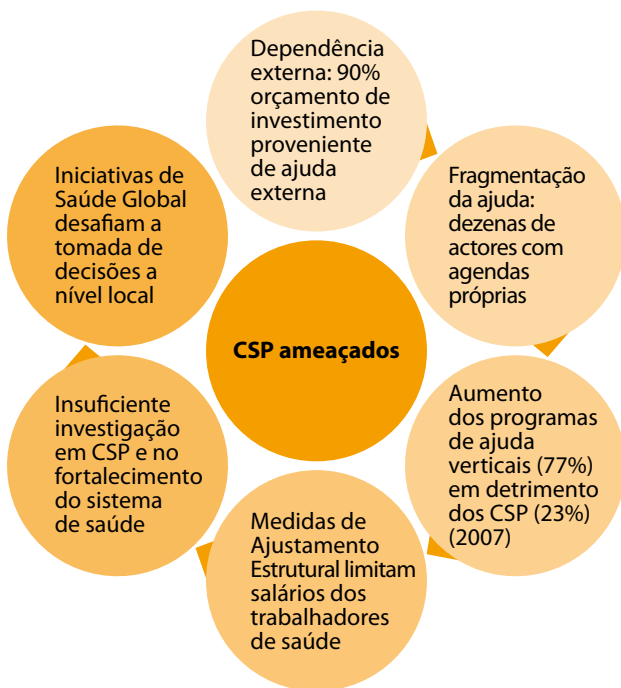 Dependência
externa: 90%
orçamento de
investimento
proveniente
de ajuda
externa
Fragmentação
da ajuda:
dezenas de
actores com
agendas
próprias
Aumento
dos programas
de ajuda
verticais (77%)
em detrimento
dos CSP (23%)
(2007)
Medidas de
Ajustamento
Estrutural limitam
salários dos
trabalhadores
de saúde
Insuficiente
investigação
em CSP e no
fortalecimento
do sistema
de saúde
Iniciativas de
Saúde Global
desafiam a
tomada de
decisões a
nível local
CSP ameaçados